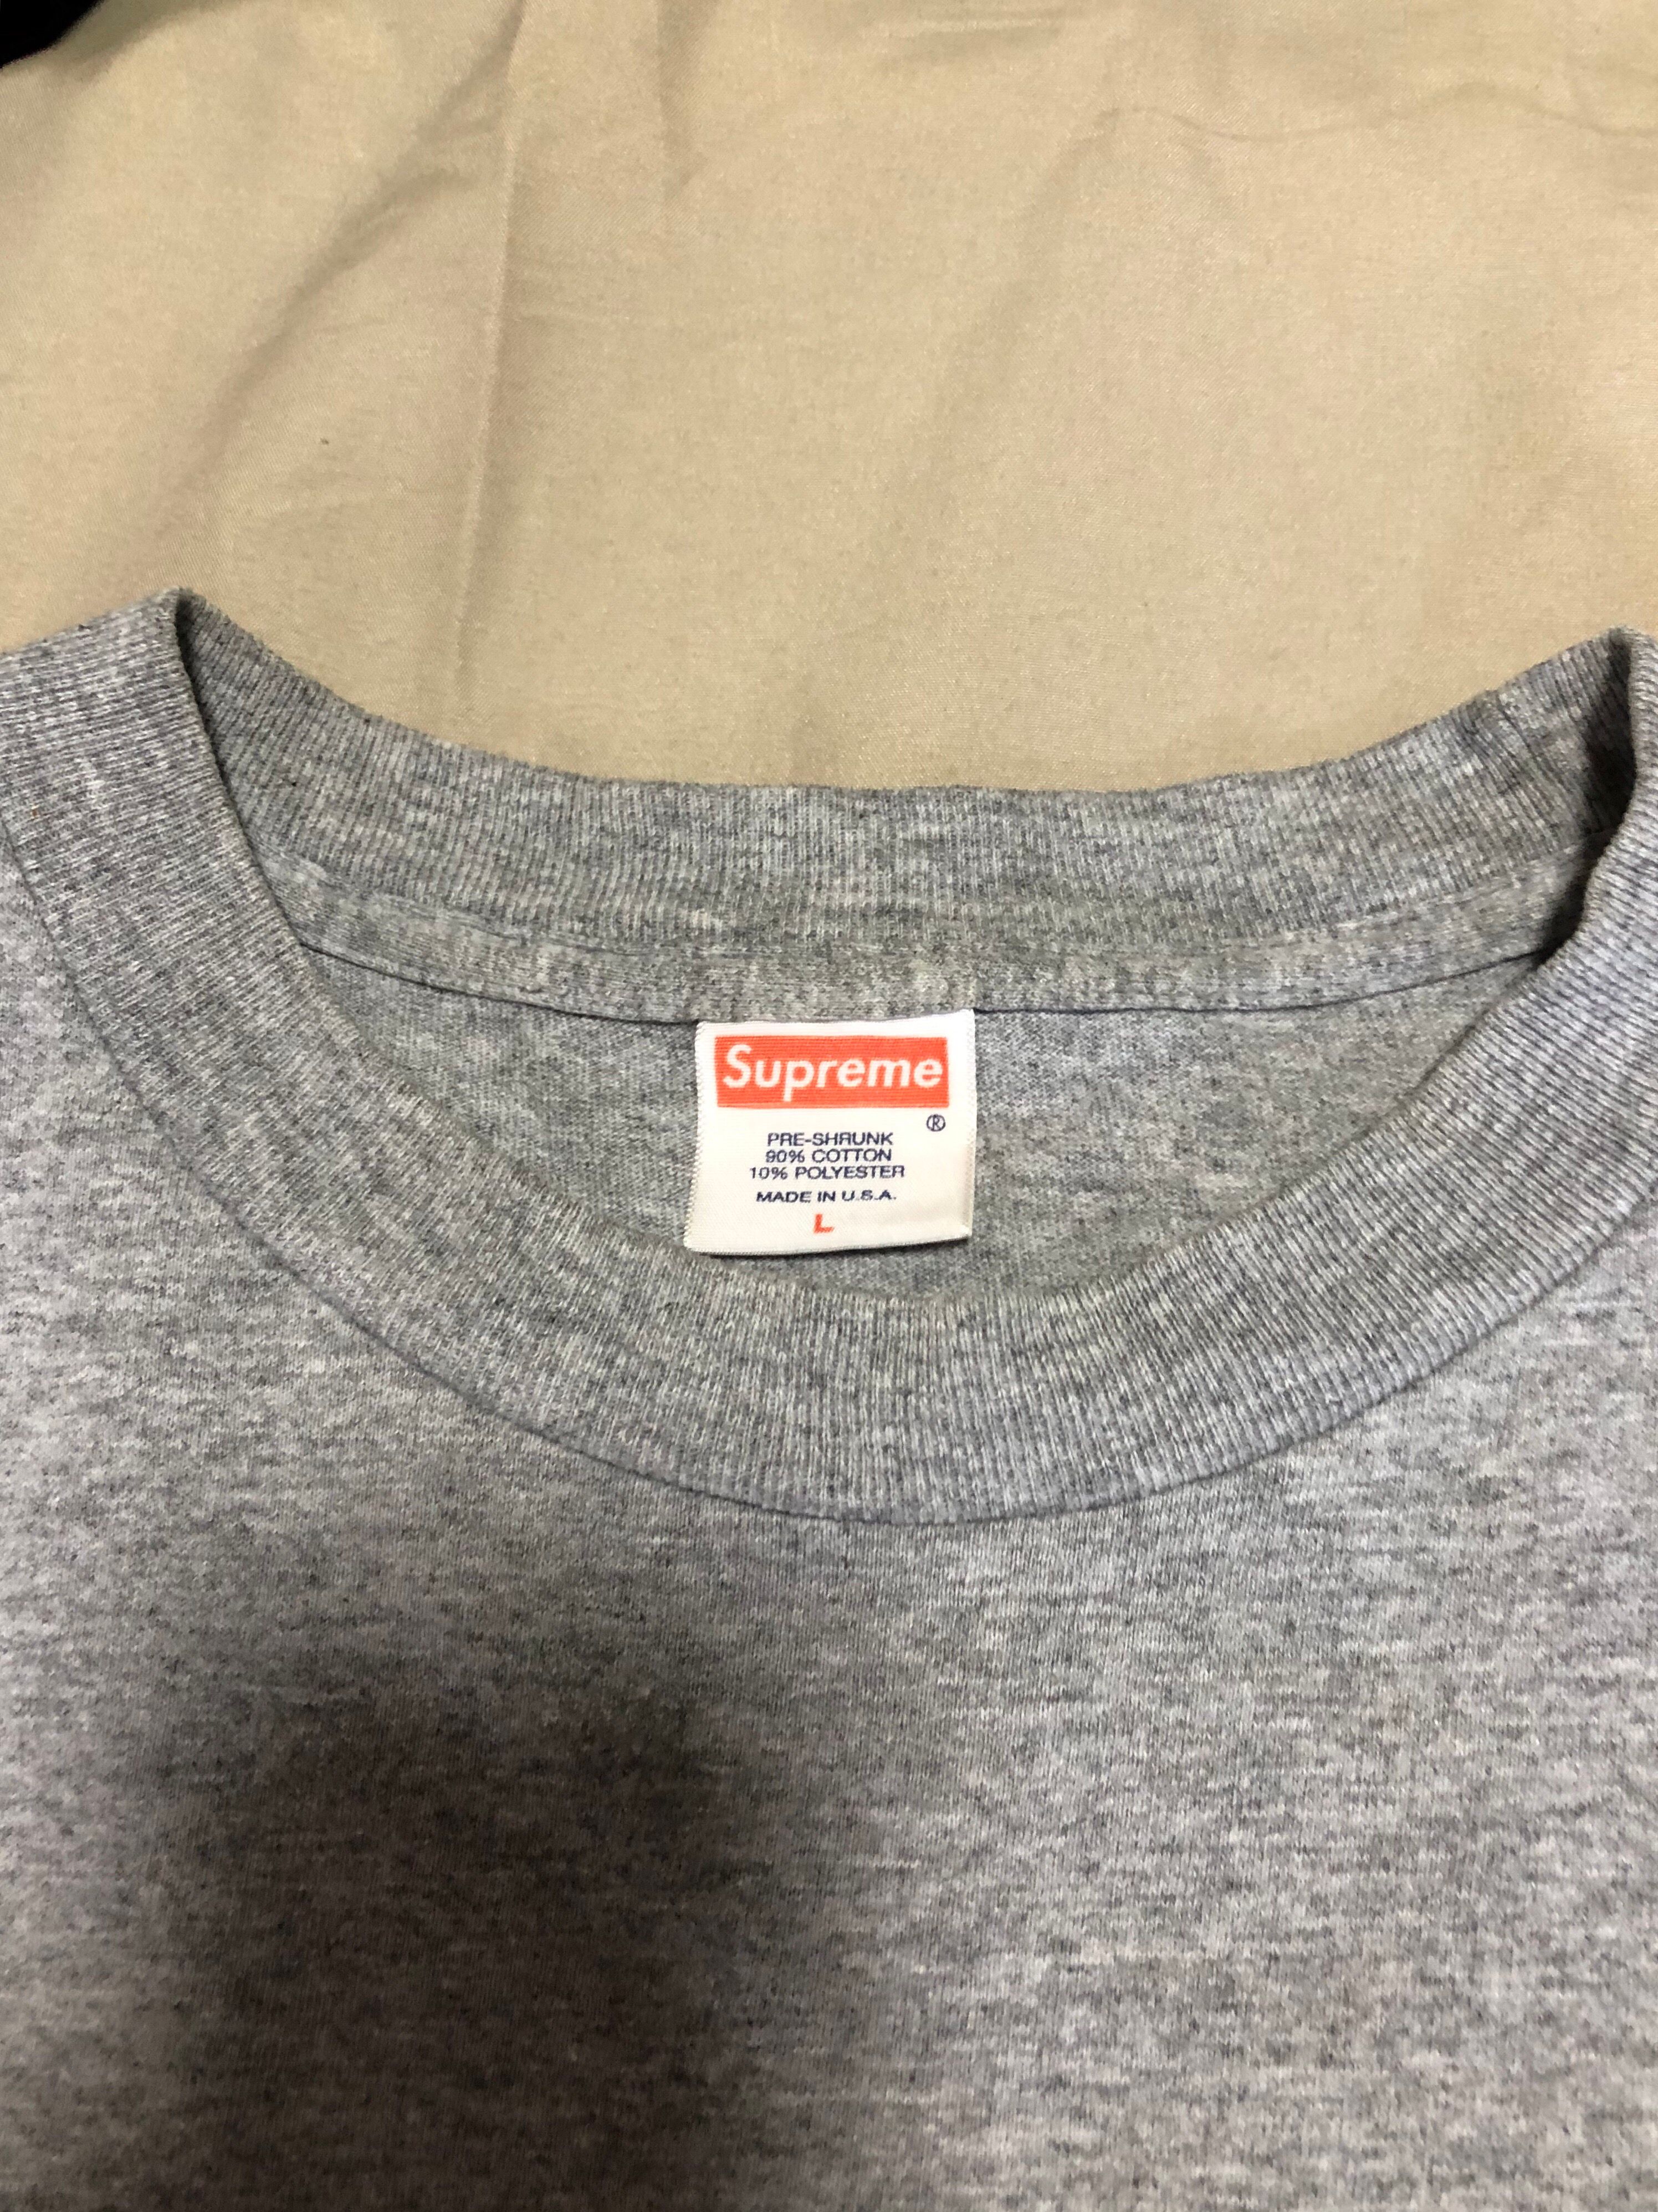 Supreme
®
PRE-SHRUNK
90% COTTON
10% POLYESTER
MADE IN U.S.A.
L